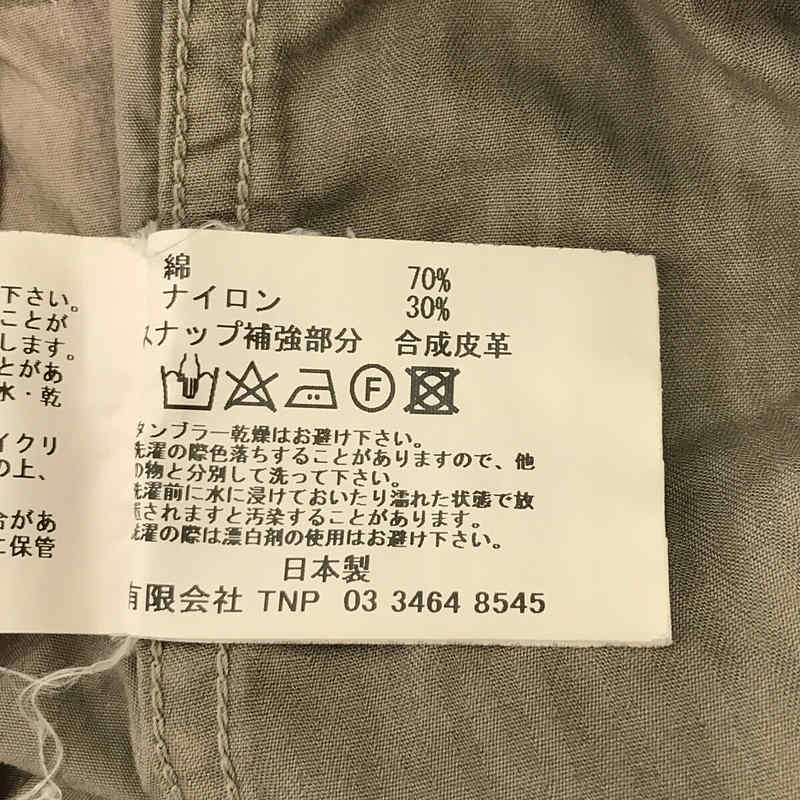 下さい。
ことが
します。
とがあ
水・乾
イクリ
の上、
合があ
に保管
綿 70%
ナイロン 30%
スナップ補強部分 合成皮革
F
タンブラー乾燥はお避け下さい。
洗濯の際色落ちすることがありますので、他
の物と分別して洗って下さい。
洗濯前に水に浸けておいたり濡れた状態で放
置されますと汚染することがあります。
洗濯の際は漂白剤の使用はお避け下さい。
日本製
有限会社 TNP 03 3464 8545